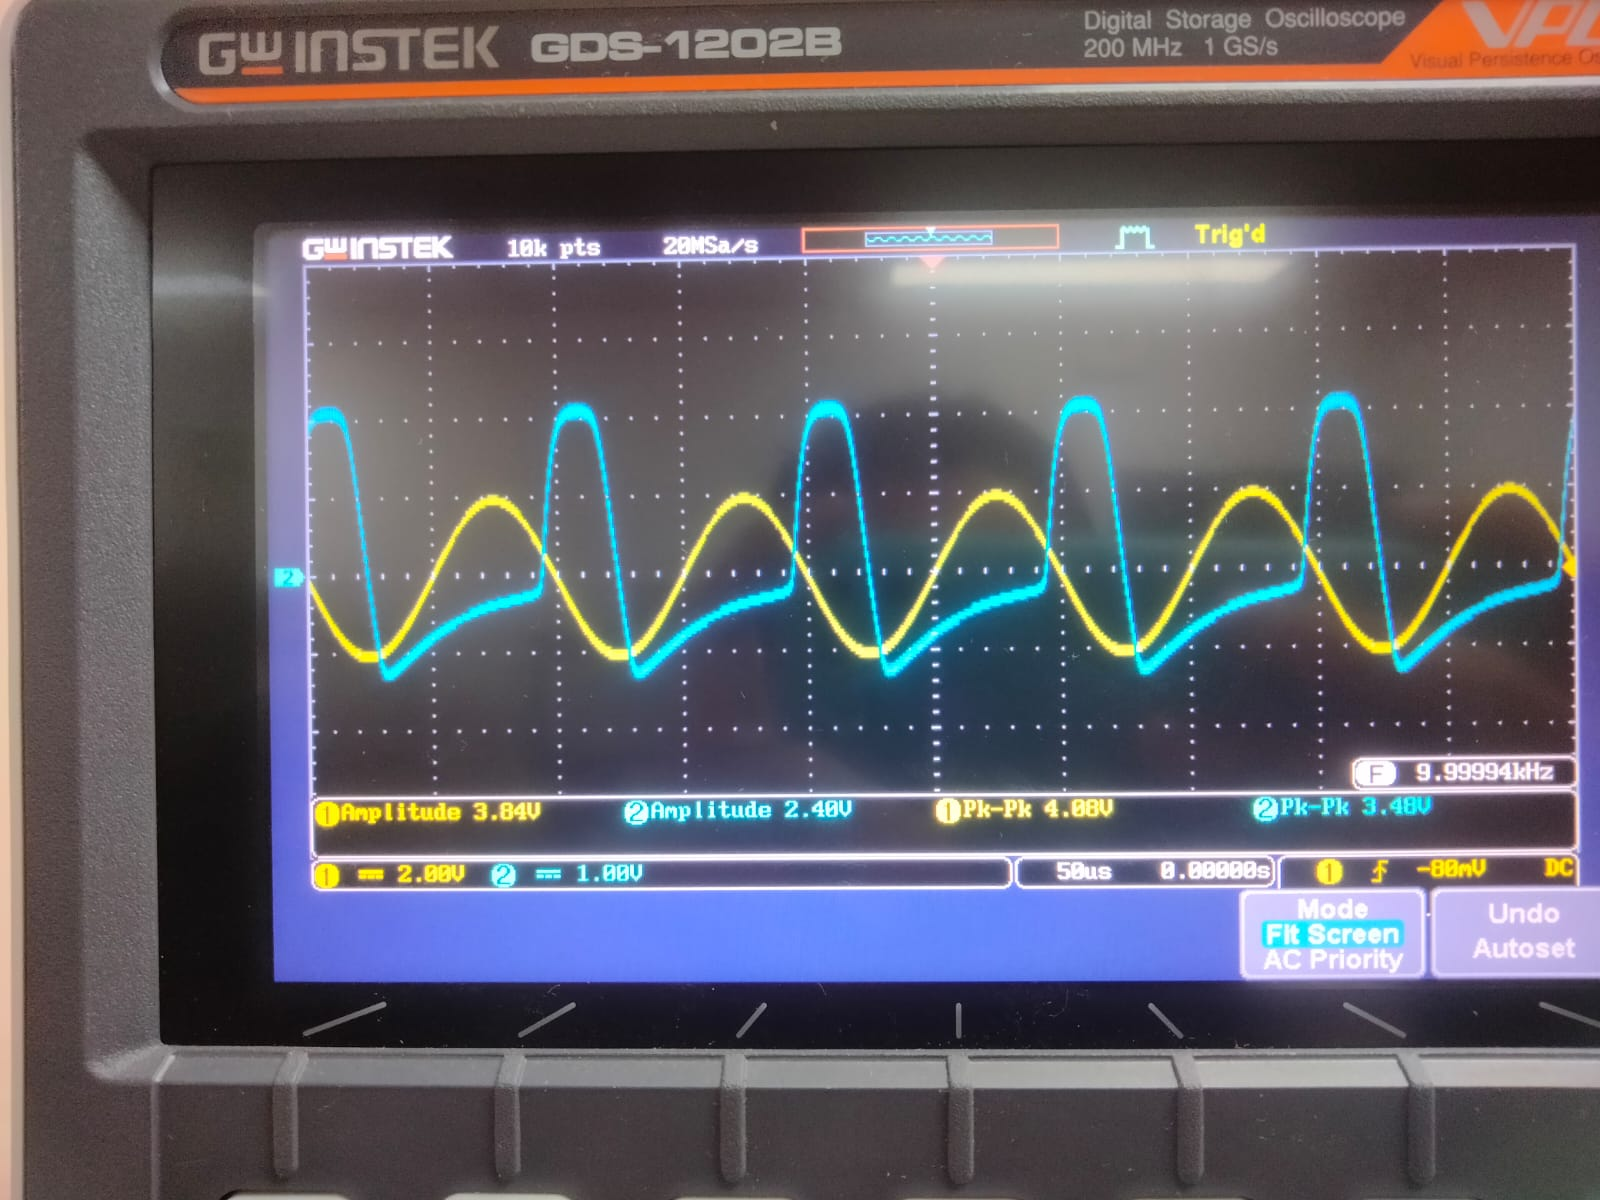 GW INSTEK GDS-1202B
Digital Storage Oscilloscope
200 MHz 1 GS/s
Visual Persistence
GW INSTEK 10k pts 20MSa/s Trig'd
2
F 9.99994kHz
1 Amplitude 3.84V 2 Amplitude 2.40V 1 Pk-Pk 4.08V 2 Pk-Pk 3.48V
1 2.00V 2 1.00V 50us 0.00000s 1 -80mV DC
Mode
Fit Screen
AC Priority
Undo
Autoset